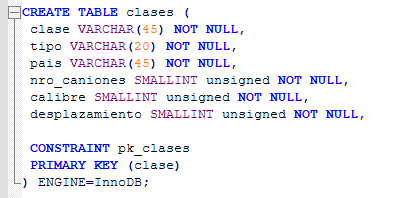 CREATE TABLE clases (
clase VARCHAR(45) NOT NULL,
tipo VARCHAR(20) NOT NULL,
pais VARCHAR(45) NOT NULL,
nro_caniones SMALLINT unsigned NOT NULL,
calibre SMALLINT unsigned NOT NULL,
desplazamiento SMALLINT unsigned NOT NULL,
CONSTRAINT pk_clases
PRIMARY KEY (clase)
) ENGINE=InnoDB;